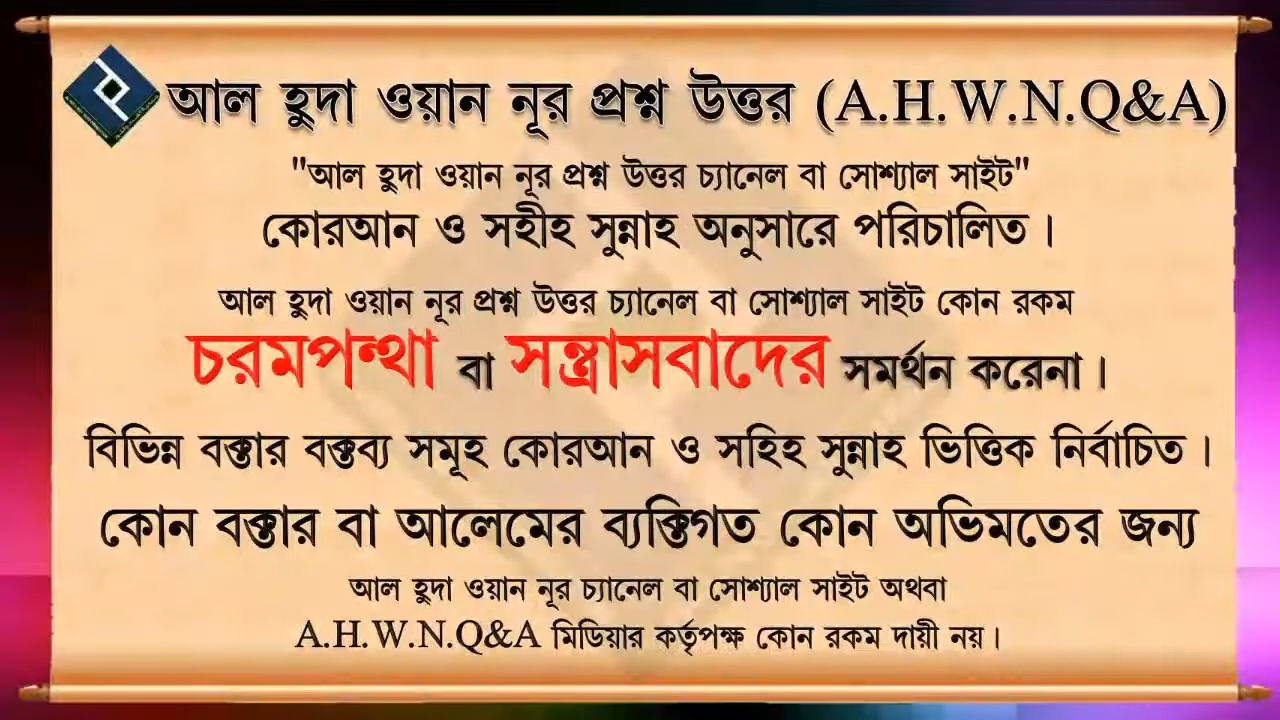 আল হুদা ওয়ান নূর প্রশ্ন উত্তর (A.H.W.N.Q&A)
"আল হুদা ওয়ান নূর প্রশ্ন উত্তর চ্যানেল বা সোশ্যাল সাইট"
কোরআন ও সহীহ সুন্নাহ অনুসারে পরিচালিত।
আল হুদা ওয়ান নূর প্রশ্ন উত্তর চ্যানেল বা সোশ্যাল সাইট কোন রকম
চরমপন্থা বা সন্ত্রাসবাদের সমর্থন করেনা।
বিভিন্ন বক্তার বক্তব্য সমূহ কোরআন ও সহিহ সুন্নাহ ভিত্তিক নির্বাচিত।
কোন বক্তার বা আলেমের ব্যক্তিগত কোন অভিমতের জন্য
আল হুদা ওয়ান নূর চ্যানেল বা সোশ্যাল সাইট অথবা
A.H.W.N.Q&A মিডিয়ার কর্তৃপক্ষ কোন রকম দায়ী নয়।